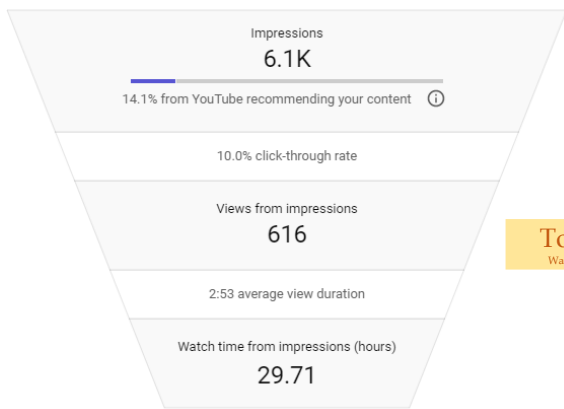 Impressions
6.1K
14.1% from YouTube recommending your content
10.0% click-through rate
Views from impressions
616
2:53 average view duration
Watch time from impressions (hours)
29.71